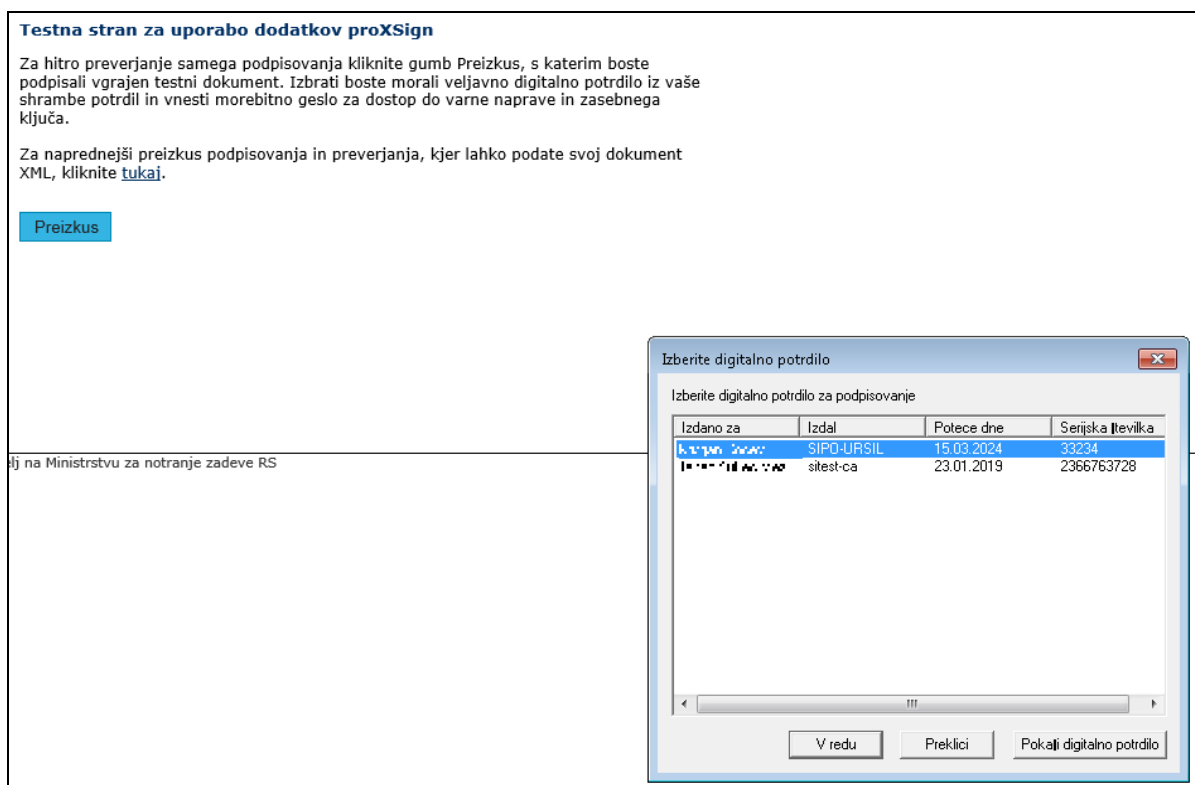 Testna stran za uporabo dodatkov proXSign
Za hitro preverjanje samega podpisovanja kliknite gumb Preizkus, s katerim boste
podpisali vgrajen testni dokument. Izbrati boste morali veljavno digitalno potrdilo iz vaše
shrambe potrdil in vnesti morebitno geslo za dostop do varne naprave in zasebnega
ključa.
Za naprednejši preizkus podpisovanja in preverjanja, kjer lahko podate svoj dokument
XML, kliknite tukaj.
Preizkus
Izberite digitalno potrdilo
Izberite digitalno potrdilo za podpisovanje
Izdano za Izdal Potece dne Serijska ltevilka
SIPO-URSIL 15.03.2024 33234
elj na Ministrstvu za notranje zadeve RS
sitest-ca 23.01.2019 2366763728
V redu Preklici Pokalji digitalno potrdilo